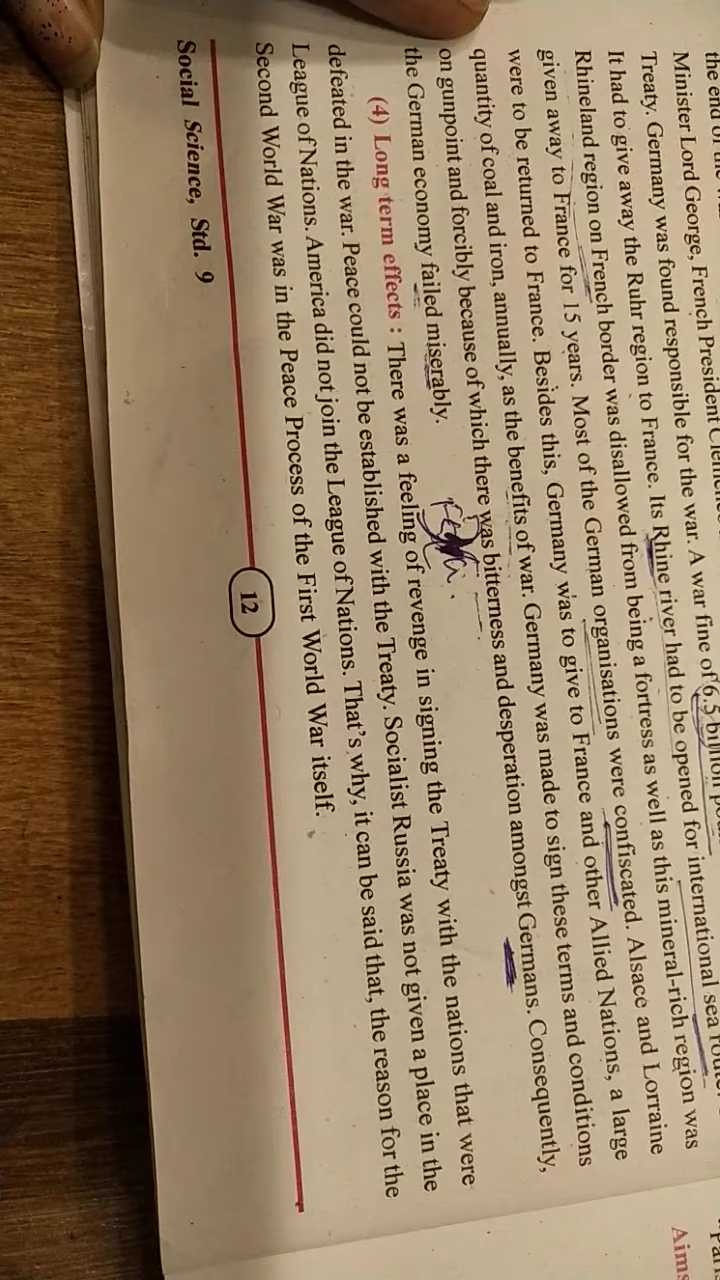 the end of the
Minister Lord George, French President
Treaty. Germany was found responsible for the war. A war fine of 6.5 billion
It had to give away the Ruhr region to France. Its Rhine river had to be opened for international sea
Rhineland region on French border was disallowed from being a fortress as well as this mineral-rich region was
given away to France for 15 years. Most of the German organisations were confiscated. Alsace and Lorraine
were to be returned to France. Besides this, Germany was to give to France and other Allied Nations, a large
quantity of coal and iron, annually, as the benefits of war. Germany was made to sign these terms and conditions
on gunpoint and forcibly because of which there was bitterness and desperation amongst Germans. Consequently,
the German economy failed miserably.
(4) Long term effects : There was a feeling of revenge in signing the Treaty with the nations that were
defeated in the war. Peace could not be established with the Treaty. Socialist Russia was not given a place in the
League of Nations. America did not join the League of Nations. That's why, it can be said that, the reason for the
Second World War was in the Peace Process of the First World War itself.
12
Social Science, Std. 9
Aims